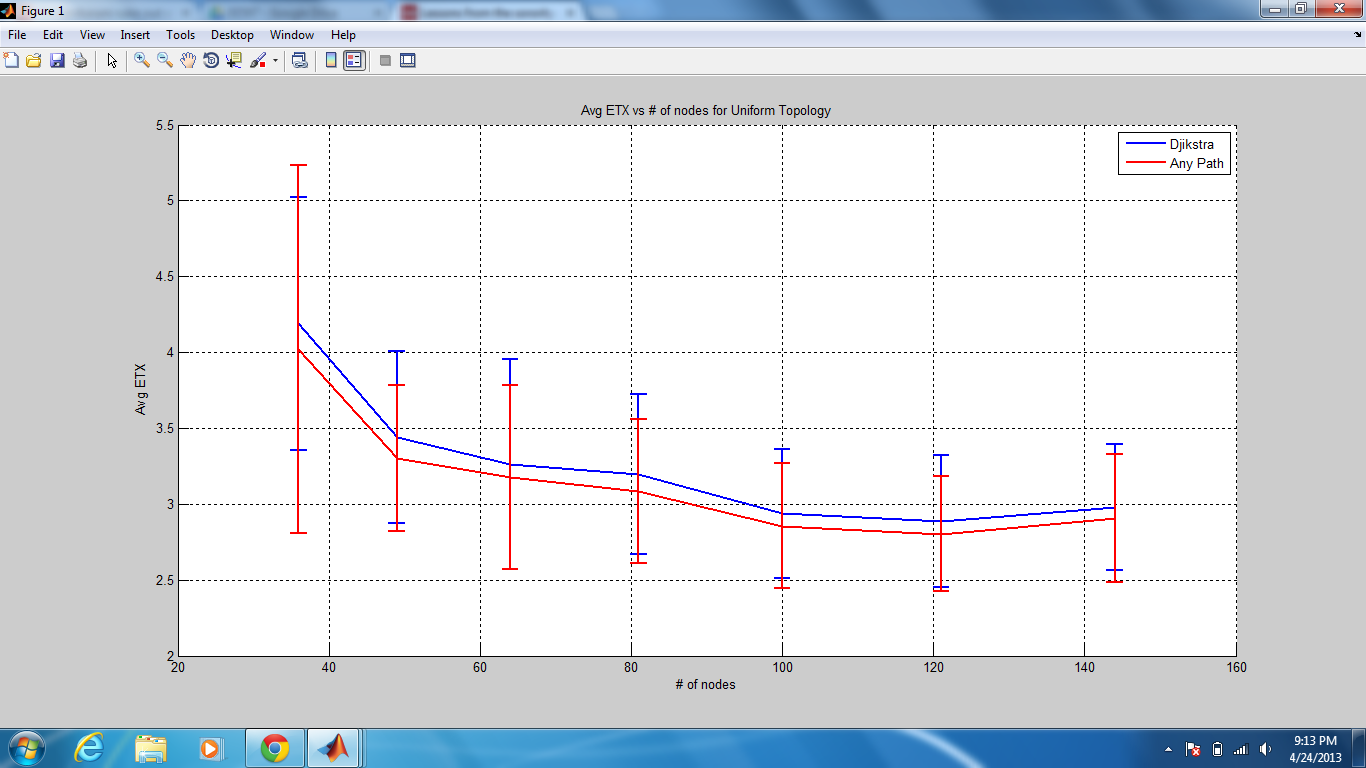 Figure 1
File Edit View Insert Tools Desktop Window Help
Avg ETX vs # of nodes for Uniform Topology
Djikstra
Any Path
5.5
5
4.5
4
3.5
3
2.5
2
Avg ETX
20 40 60 80 100 120 140 160
# of nodes
9:13 PM
4/24/2013